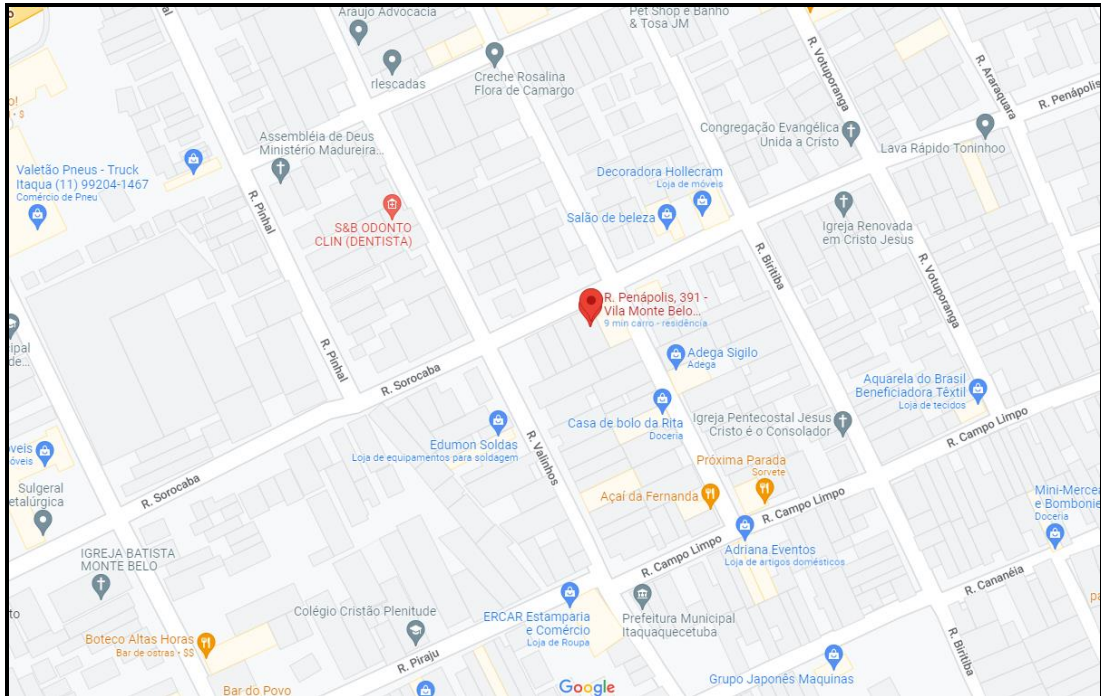 Araujo Advocacia
Pet Shop e Banho
& Tosa JM
rlescadas
Creche Rosalina
Flora de Camargo
R. Votuporanga
R. Araraquara
R. Penápolis
Assembléia de Deus
Ministério Madureira...
Congregação Evangélica
Unida a Cristo
Lava Rápido Toninhoo
Valetão Pneus - Truck
Itaqua (11) 99204-1467
Comércio de Pneu
R. Pinhal
Decoradora Hollecram
Loja de móveis
Salão de beleza
S&B ODONTO
CLIN (DENTISTA)
Igreja Renovada
em Cristo Jesus
R. Biritiba
R. Votuporanga
R. Penápolis, 391 -
Vila Monte Belo...
9 min carro - residência
R. Pinhal
R. Sorocaba
Adega Sigilo
Adega
Aquarela do Brasil
Beneficiadora Têxtil
Loja de tecidos
Casa de bolo da Rita
Doceria
Igreja Pentecostal Jesus
Cristo é o Consolador
R. Campo Limpo
Edumon Soldas
Loja de equipamentos para soldagem
R. Valinhos
Próxima Parada
Sorvete
Açaí da Fernanda
R. Campo Limpo
Sulgeral
etalúrgica
R. Sorocaba
Mini-Merce
e Bombonie
Doceria
Adriana Eventos
Loja de artigos domésticos
R. Campo Limpo
IGREJA BATISTA
MONTE BELO
R. Cananéia
Colégio Cristão Plenitude
ERCAR Estamparia
e Comércio
Loja de Roupa
Prefeitura Municipal
Itaquaquecetuba
Boteco Altas Horas
Bar de ostras - $$
R. Piraju
R. Biritiba
Bar do Povo
Google
Grupo Japonês Maquinas